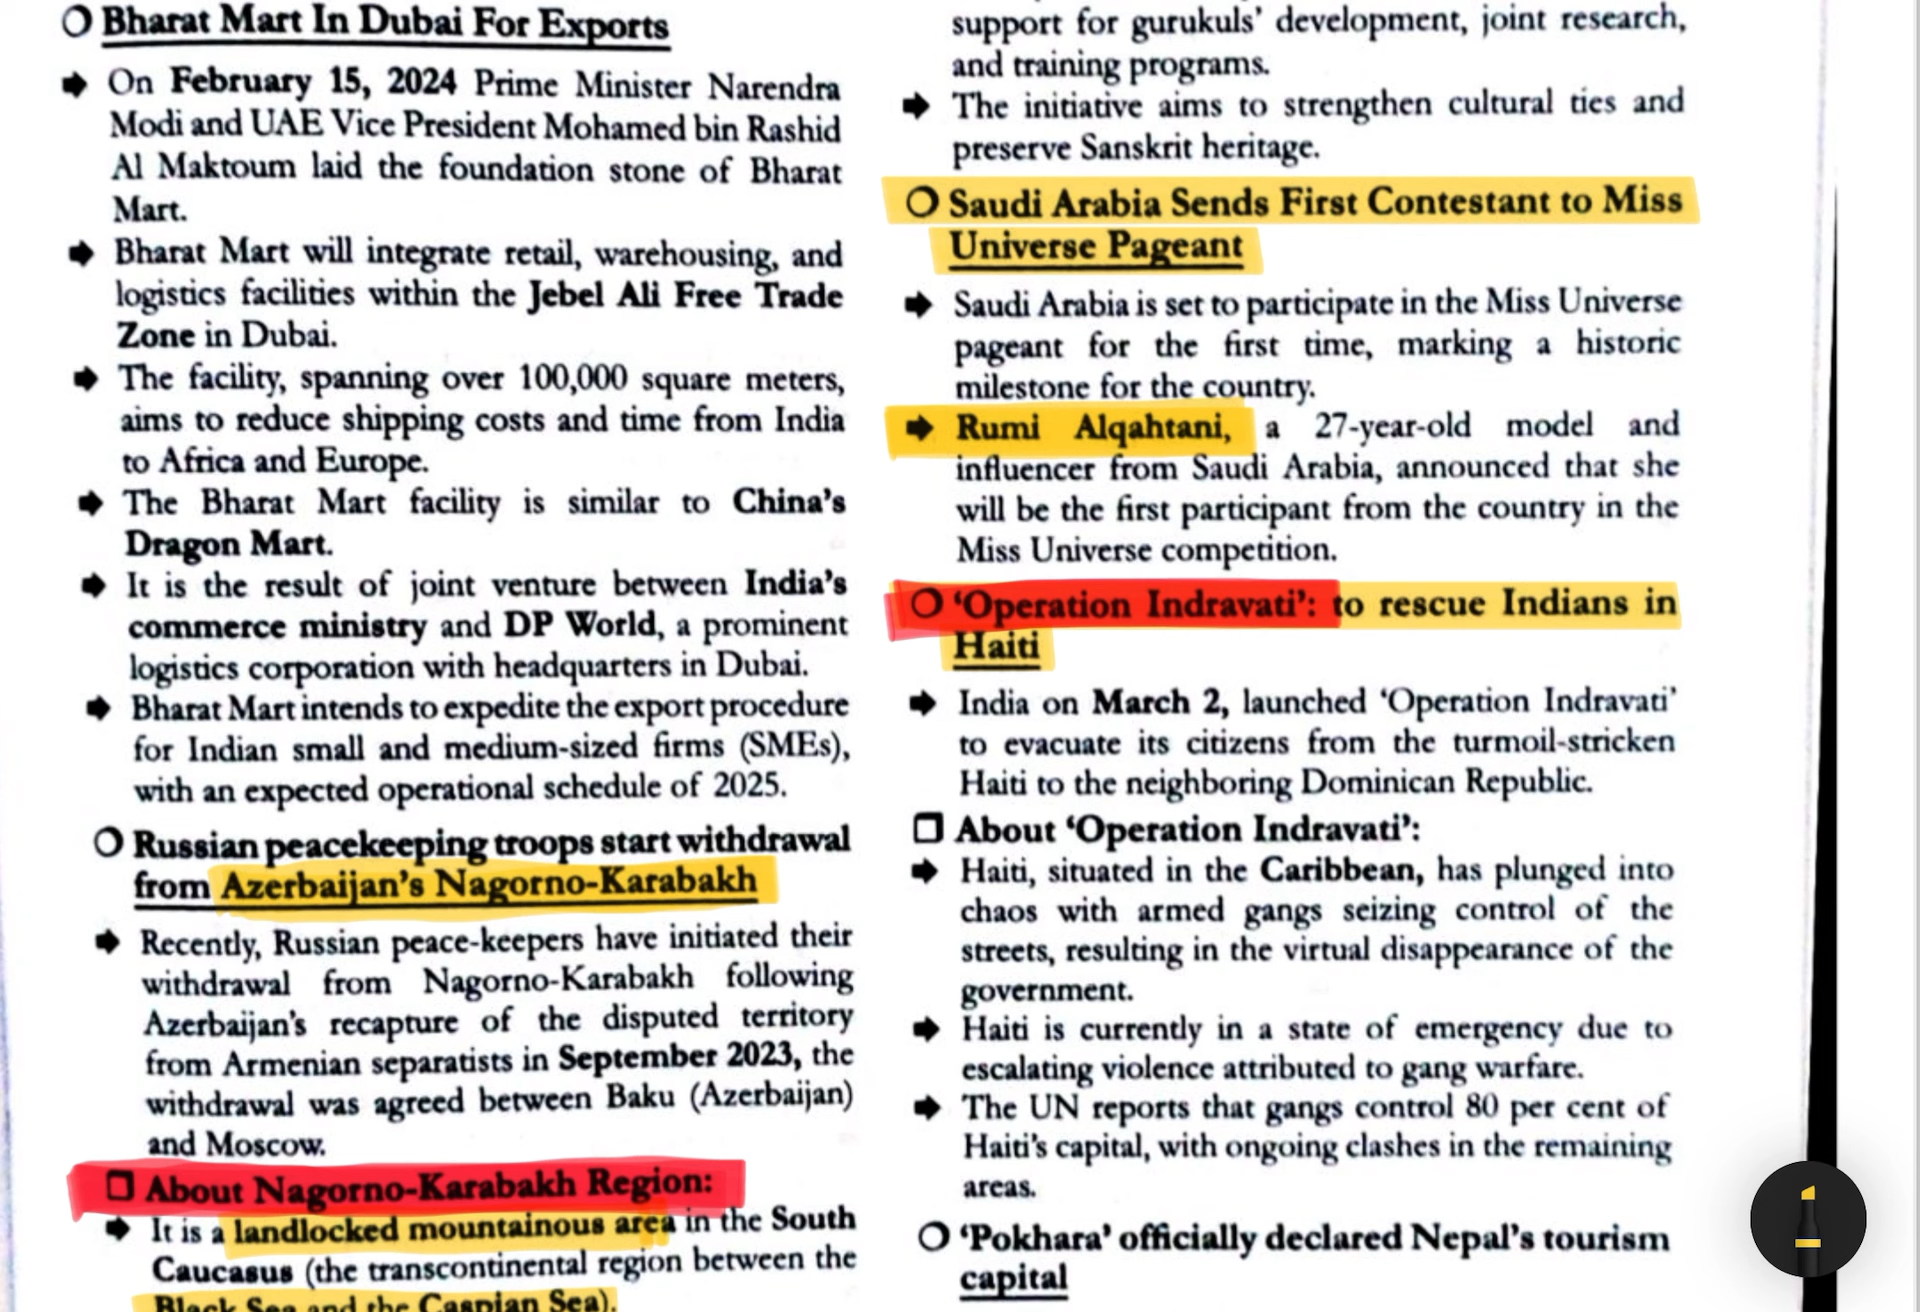 Bharat Mart In Dubai For Exports
On February 15, 2024 Prime Minister Narendra
Modi and UAE Vice President Mohamed bin Rashid
Al Maktoum laid the foundation stone of Bharat
Mart.
Bharat Mart will integrate retail, warehousing, and
logistics facilities within the Jebel Ali Free Trade
Zone in Dubai.
The facility, spanning over 100,000 square meters,
aims to reduce shipping costs and time from India
to Africa and Europe.
The Bharat Mart facility is similar to China's
Dragon Mart.
It is the result of joint venture between India's
commerce ministry and DP World, a prominent
logistics corporation with headquarters in Dubai.
Bharat Mart intends to expedite the export procedure
for Indian small and medium-sized firms (SMEs),
with an expected operational schedule of 2025.
Russian peacekeeping troops start withdrawal
from Azerbaijan's Nagorno-Karabakh
Recently, Russian peace-keepers have initiated their
withdrawal from Nagorno-Karabakh following
Azerbaijan's recapture of the disputed territory
from Armenian separatists in September 2023, the
withdrawal was agreed between Baku (Azerbaijan)
and Moscow.
About Nagorno-Karabakh Region:
It is a landlocked mountainous area in the South
Caucasus (the transcontinental region between the
Black Sea and the Caspian Sea).
support for gurukuls' development, joint research,
and training programs.
The initiative aims to strengthen cultural ties and
preserve Sanskrit heritage.
Saudi Arabia Sends First Contestant to Miss
Universe Pageant
Saudi Arabia is set to participate in the Miss Universe
pageant for the first time, marking a historic
milestone for the country.
Rumi Alqahtani, a 27-year-old model and
influencer from Saudi Arabia, announced that she
will be the first participant from the country in the
Miss Universe competition.
'Operation Indravati': to rescue Indians in
Haiti
India on March 2, launched 'Operation Indravati'
to evacuate its citizens from the turmoil-stricken
Haiti to the neighboring Dominican Republic.
About 'Operation Indravati':
Haiti, situated in the Caribbean, has plunged into
chaos with armed gangs seizing control of the
streets, resulting in the virtual disappearance of the
government.
Haiti is currently in a state of emergency due to
escalating violence attributed to gang warfare.
The UN reports that gangs control 80 per cent of
Haiti's capital, with ongoing clashes in the remaining
areas.
'Pokhara' officially declared Nepal's tourism
capital